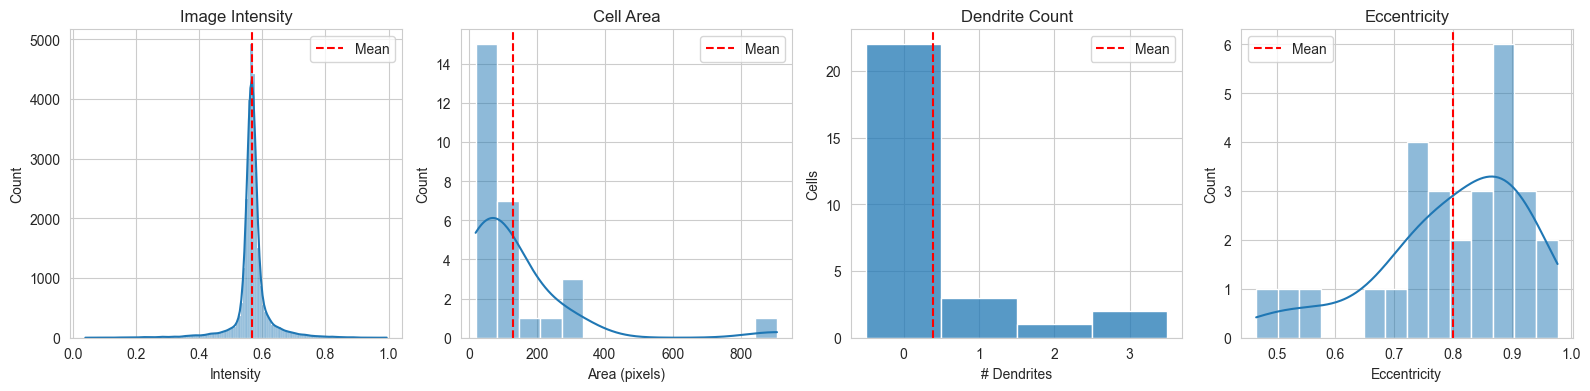 Image Intensity
Mean
5000
4000
3000
2000
1000
0
Count
0.0 0.2 0.4 0.6 0.8 1.0
Intensity
Cell Area
Mean
14
12
10
8
6
4
2
0
Count
0 200 400 600 800
Area (pixels)
Dendrite Count
Mean
20
15
10
5
0
Cells
0 1 2 3
# Dendrites
Eccentricity
Mean
6
5
4
3
2
1
0
Count
0.5 0.6 0.7 0.8 0.9 1.0
Eccentricity